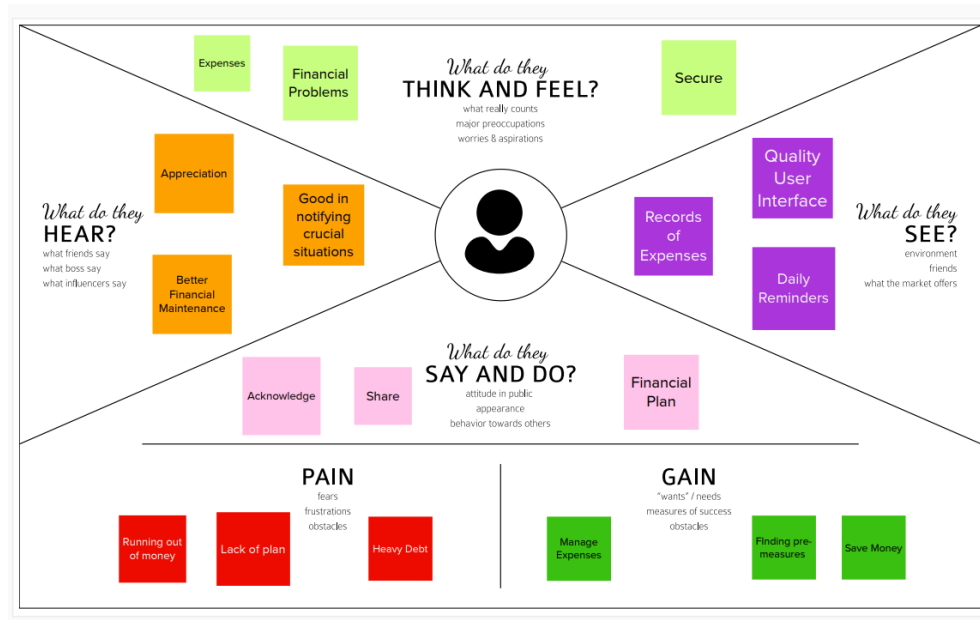 Expenses
Financial
Problems
What do they
THINK AND FEEL?
what really counts
major preoccupations
worries & aspirations
Secure
What do they
HEAR?
what friends say
what boss say
what influencers say
Appreciation
Good in
notifying
crucial
situations
Better
Financial
Maintenance
Records
of
Expenses
Quality
User
Interface
Daily
Reminders
What do they
SEE?
environment
friends
what the market offers
Acknowledge
Share
What do they
SAY AND DO?
attitude in public
appearance
behavior towards others
Financial
Plan
PAIN
fears
frustrations
obstacles
Running out
of money
Lack of plan
Heavy Debt
GAIN
"wants" / needs
measures of success
obstacles
Manage
Expenses
FInding pre-
measures
Save Money